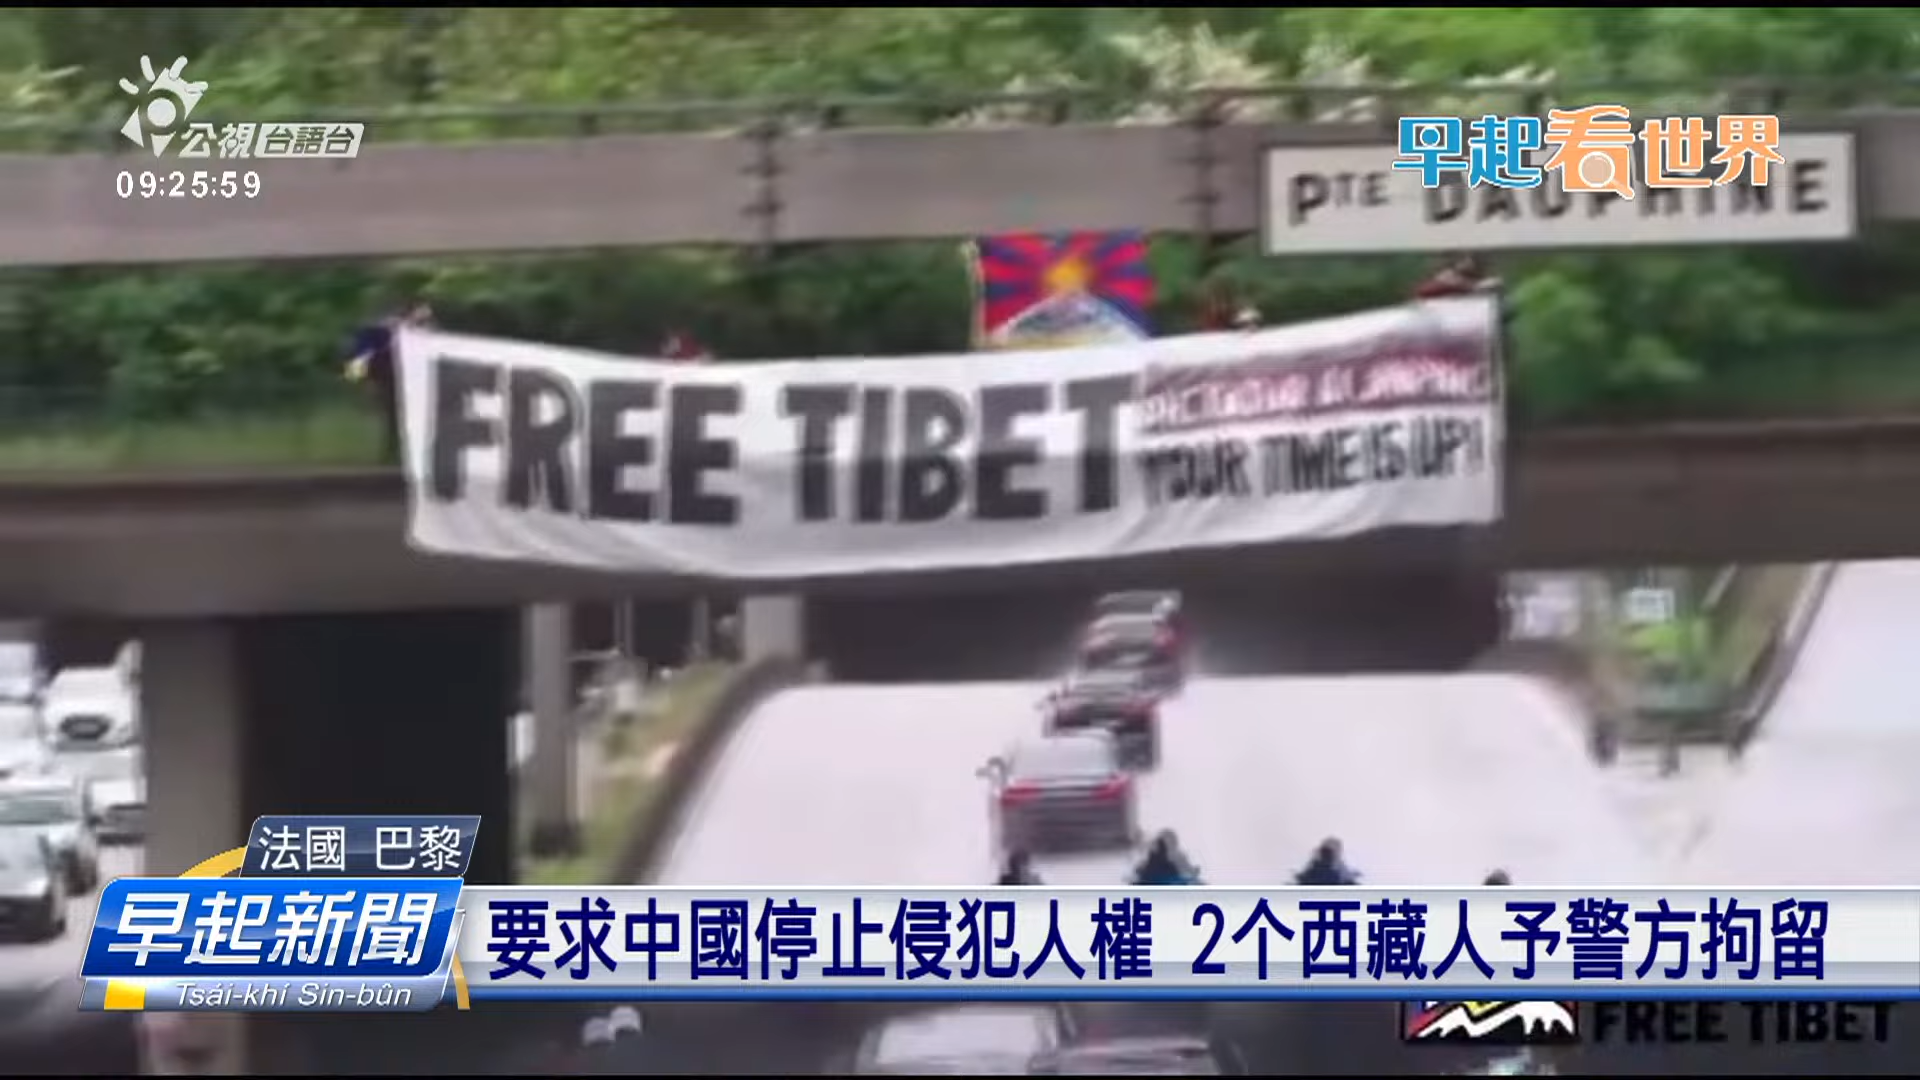 公視台語台
09:25:59
早起看世界
PTE DAUPHINE
FREE TIBET
YOUR TIME IS UP!
法國 巴黎
早起新聞
Tsái-khí Sin-bûn
要求中國停止侵犯人權 2个西藏人予警方拘留
FREE TIBET